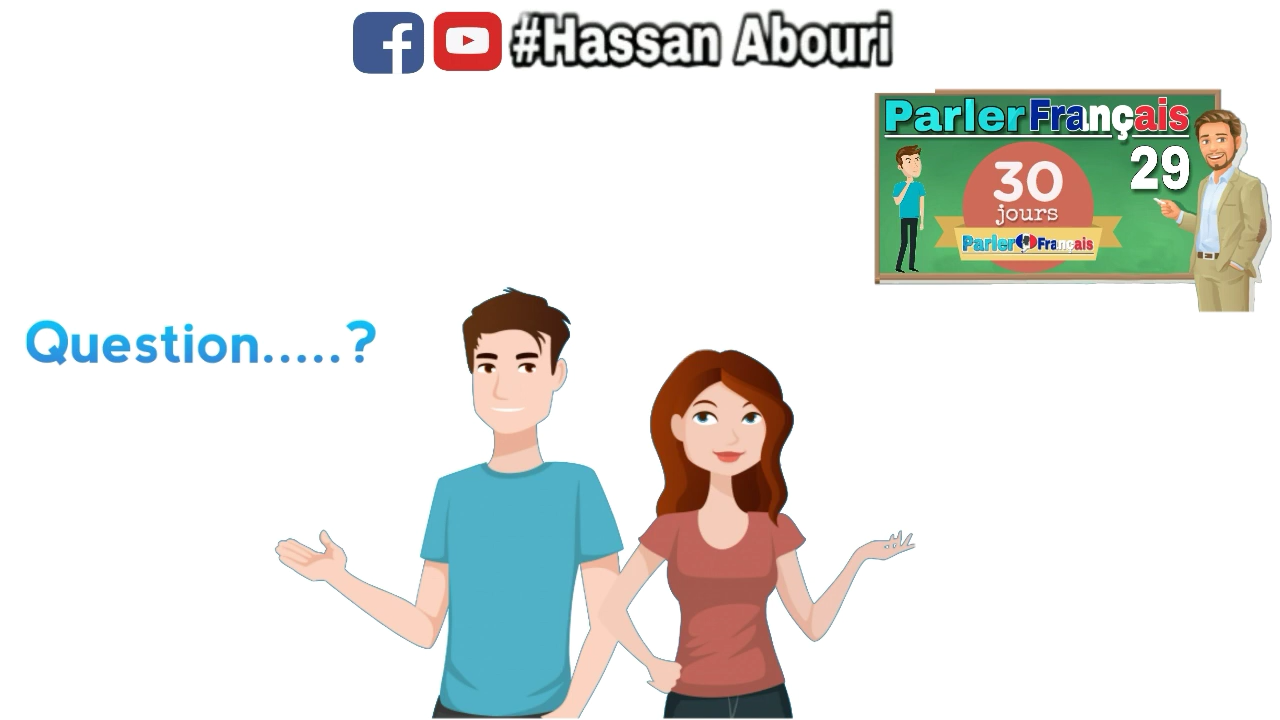 #Hassan Abouri
Parler Français
29
30
jours
Parler Français
Question.....?